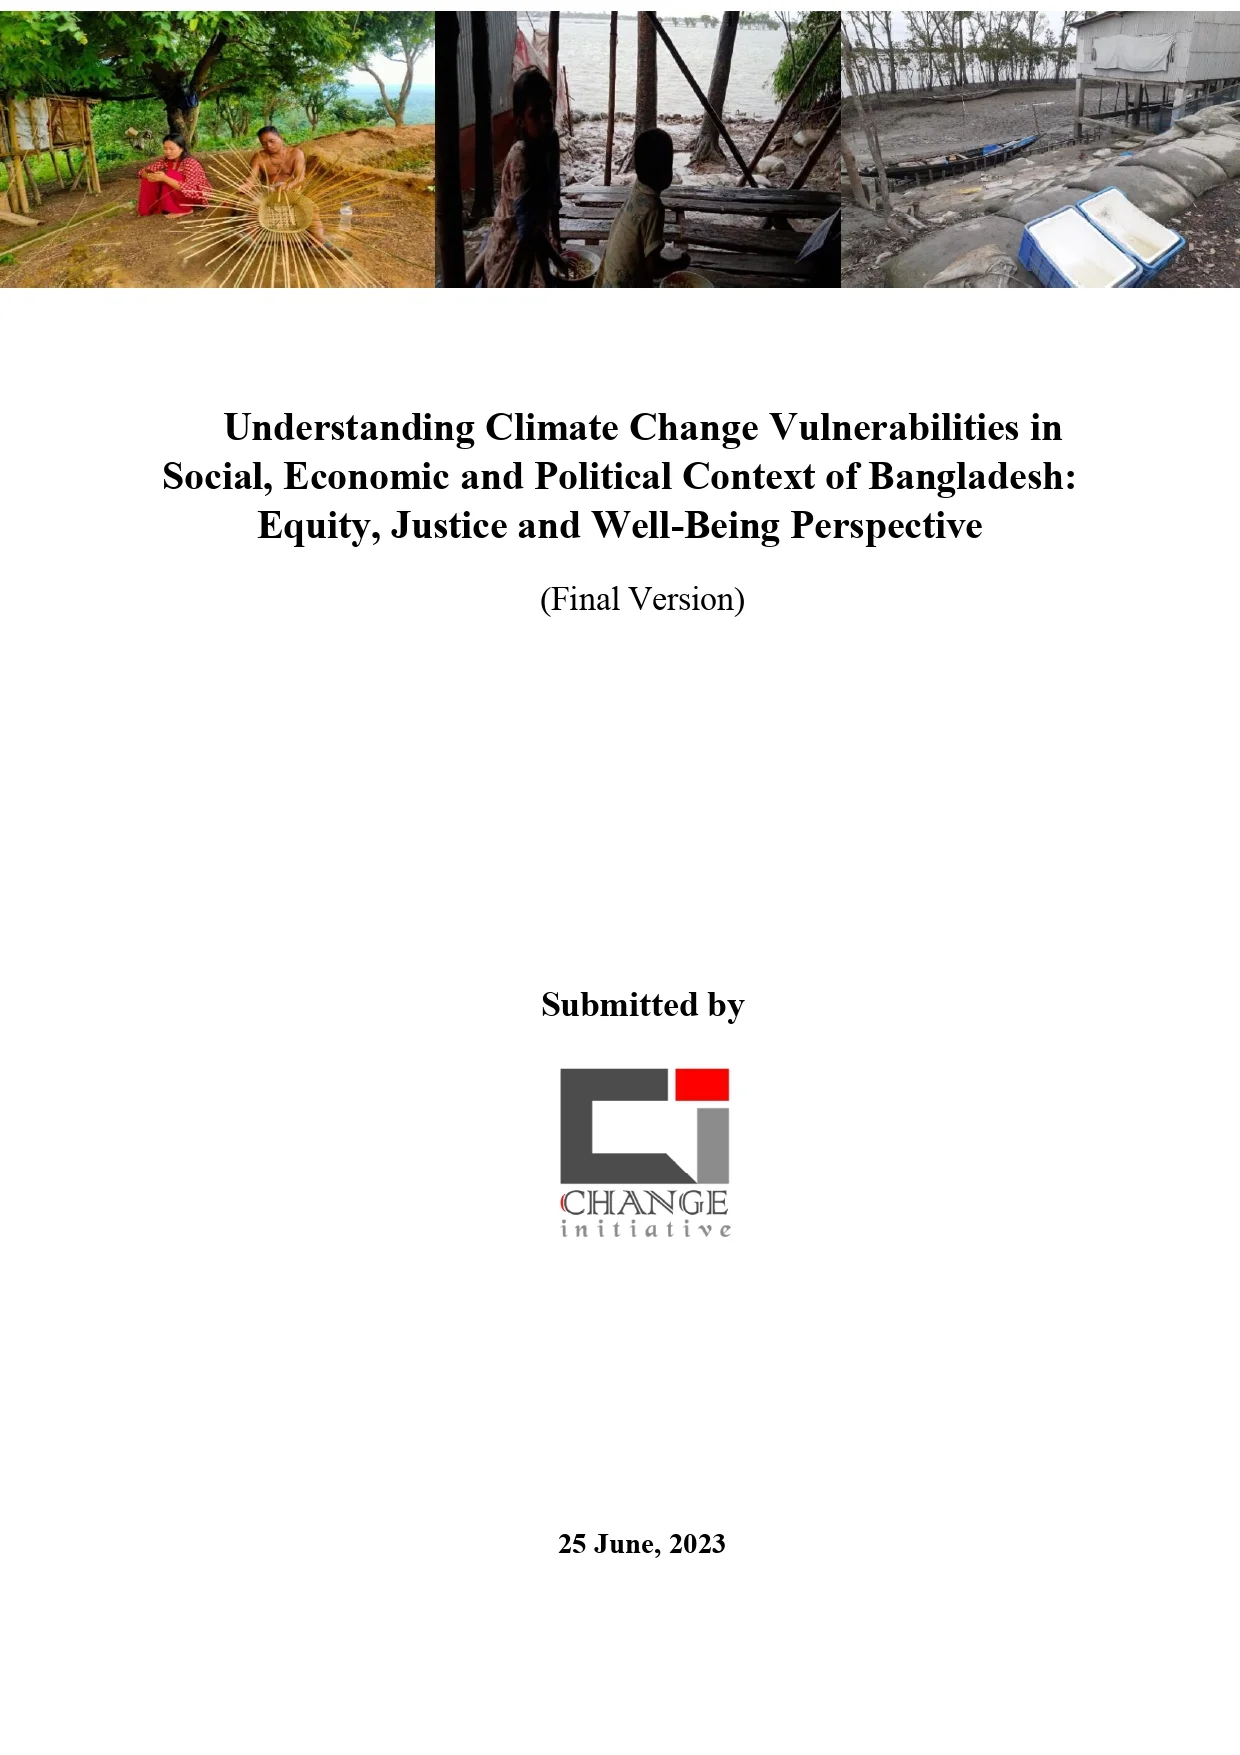 Understanding Climate Change Vulnerabilities in
Social, Economic and Political Context of Bangladesh:
Equity, Justice and Well-Being Perspective
(Final Version)
Submitted by
CHANGE
initiative
25 June, 2023